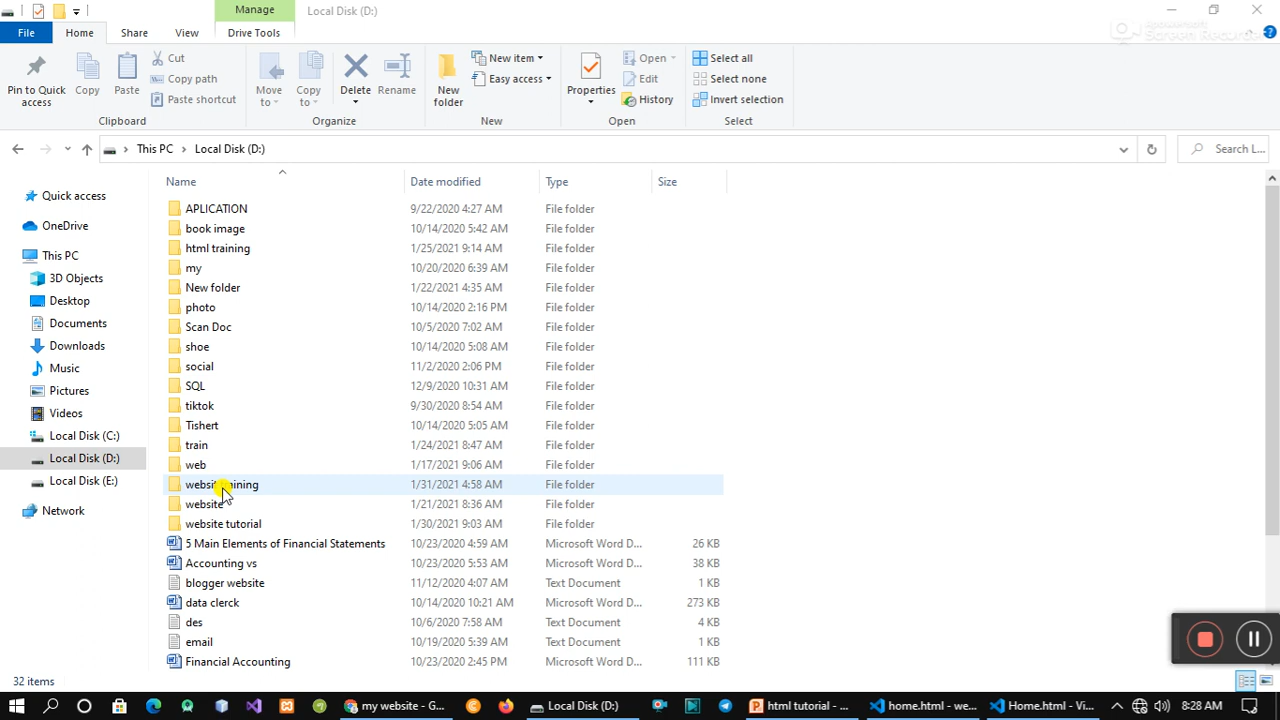 Manage
Local Disk (D:)
File
Home
Share
View
Drive Tools
Screen Recorder
Pin to Quick access
Copy
Paste
Cut
Copy path
Paste shortcut
Clipboard
Move to
Copy to
Delete
Rename
Organize
New folder
New item
Easy access
New
Properties
Open
Edit
History
Open
Select all
Select none
Invert selection
Select
This PC > Local Disk (D:)
Search L...
Name Date modified Type Size
Quick access
OneDrive
This PC
3D Objects
Desktop
Documents
Downloads
Music
Pictures
Videos
Local Disk (C:)
Local Disk (D:)
Local Disk (E:)
Network
APLICATION 9/22/2020 4:27 AM File folder
book image 10/14/2020 5:42 AM File folder
html training 1/25/2021 9:14 AM File folder
my 10/20/2020 6:39 AM File folder
New folder 1/22/2021 4:35 AM File folder
photo 10/14/2020 2:16 PM File folder
Scan Doc 10/5/2020 7:02 AM File folder
shoe 10/14/2020 5:08 AM File folder
social 11/2/2020 2:06 PM File folder
SQL 12/9/2020 10:31 AM File folder
tiktok 9/30/2020 8:54 AM File folder
Tishert 10/14/2020 5:05 AM File folder
train 1/24/2021 8:47 AM File folder
web 1/17/2021 9:06 AM File folder
1/31/2021 4:58 AM File folder
website 1/21/2021 8:36 AM File folder
website tutorial 1/30/2021 9:03 AM File folder
5 Main Elements of Financial Statements 10/23/2020 4:59 AM Microsoft Word D... 26 KB
Accounting vs 10/23/2020 5:53 AM Microsoft Word D... 38 KB
blogger website 11/12/2020 4:07 AM Text Document 1 KB
data clerck 10/14/2020 10:21 AM Microsoft Word D... 273 KB
des 10/6/2020 7:58 AM Text Document 4 KB
email 10/19/2020 5:39 AM Text Document 1 KB
Financial Accounting 10/23/2020 2:45 PM Microsoft Word D... 111 KB
32 items
my website - G...
Local Disk (D:)
html tutorial - ...
home.html - we...
Home.html - Vi...
8:28 AM